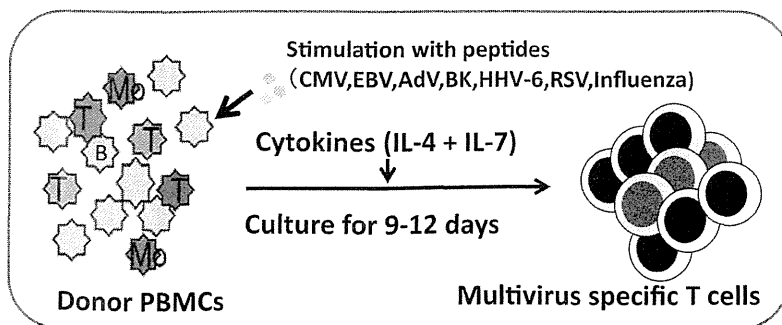 Stimulation with peptides
(CMV,EBV,AdV,BK,HHV-6,RSV,Influenza)
Mo
T
T
B
Cytokines (IL-4 + IL-7)
T
T
Culture for 9-12 days
Mo
Donor PBMCs
Multivirus specific T cells